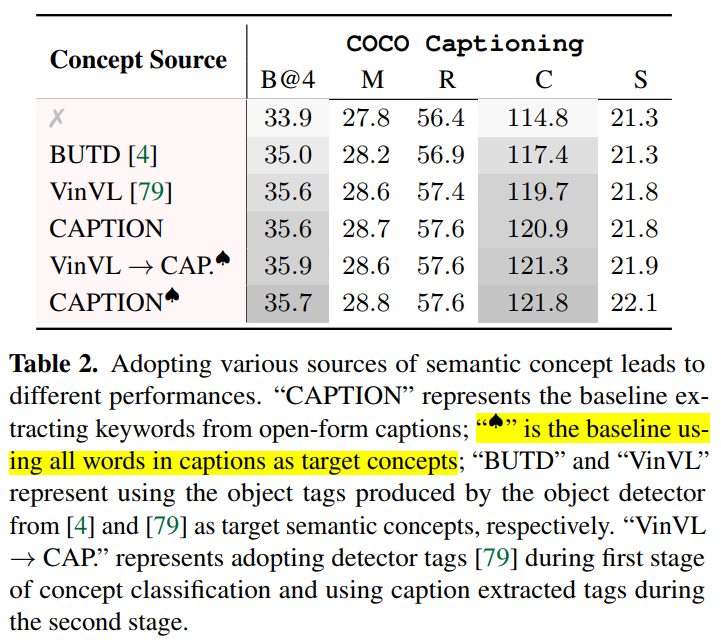 Concept Source COCO Captioning
B@4 M R C S
✗ 33.9 27.8 56.4 114.8 21.3
BUTD [4] 35.0 28.2 56.9 117.4 21.3
VinVL [79] 35.6 28.6 57.4 119.7 21.8
CAPTION 35.6 28.7 57.6 120.9 21.8
VinVL → CAP.♠ 35.9 28.6 57.6 121.3 21.9
CAPTION♠ 35.7 28.8 57.6 121.8 22.1
Table 2. Adopting various sources of semantic concept leads to
different performances. “CAPTION” represents the baseline ex-
tracting keywords from open-form captions; “♠” is the baseline us-
ing all words in captions as target concepts; “BUTD” and “VinVL”
represent using the object tags produced by the object detector
from [4] and [79] as target semantic concepts, respectively. “VinVL
→ CAP.” represents adopting detector tags [79] during first stage
of concept classification and using caption extracted tags during
the second stage.